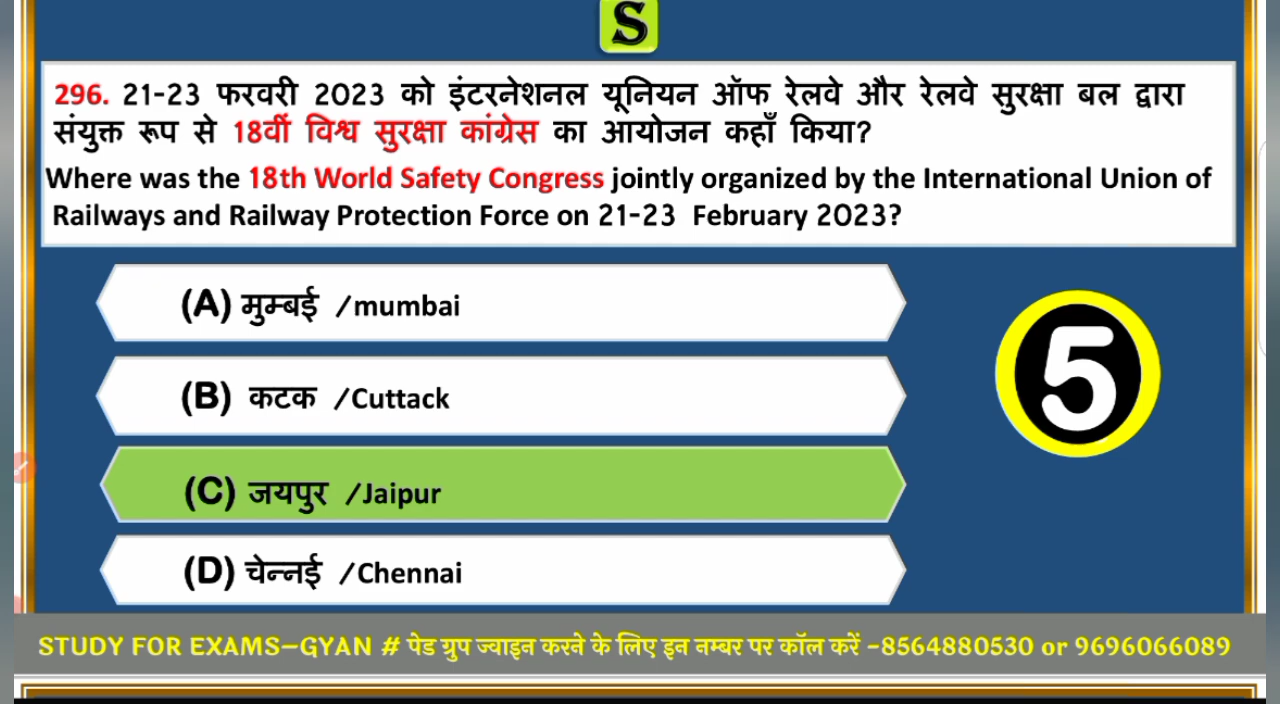 S
296. 21-23 फरवरी 2023 को इंटरनेशनल यूनियन ऑफ रेलवे और रेलवे सुरक्षा बल द्वारा
संयुक्त रूप से 18वीं विश्व सुरक्षा कांग्रेस का आयोजन कहाँ किया?
Where was the 18th World Safety Congress jointly organized by the International Union of
Railways and Railway Protection Force on 21-23 February 2023?
(A) मुम्बई /mumbai
(B) कटक /Cuttack
5
(C) जयपुर /Jaipur
(D) चेन्नई /Chennai
STUDY FOR EXAMS-GYAN # पेड ग्रुप ज्वाइन करने के लिए इन नम्बर पर कॉल करें -8564880530 or 9696066089